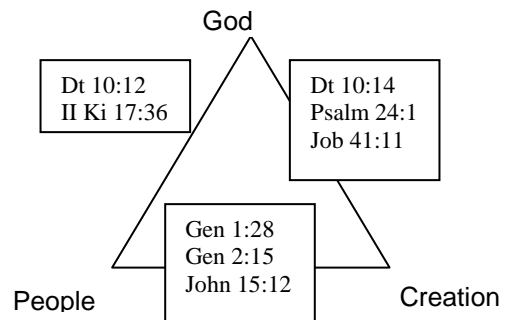 God
Dt 10:12
II Ki 17:36
Dt 10:14
Psalm 24:1
Job 41:11
Gen 1:28
Gen 2:15
John 15:12
People
Creation